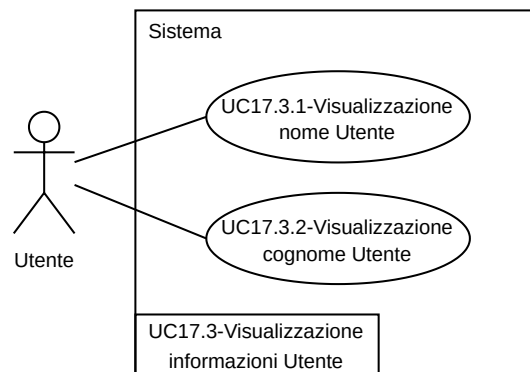 Sistema
UC17.3.1-Visualizzazione
nome Utente
UC17.3.2-Visualizzazione
cognome Utente
Utente
UC17.3-Visualizzazione
informazioni Utente